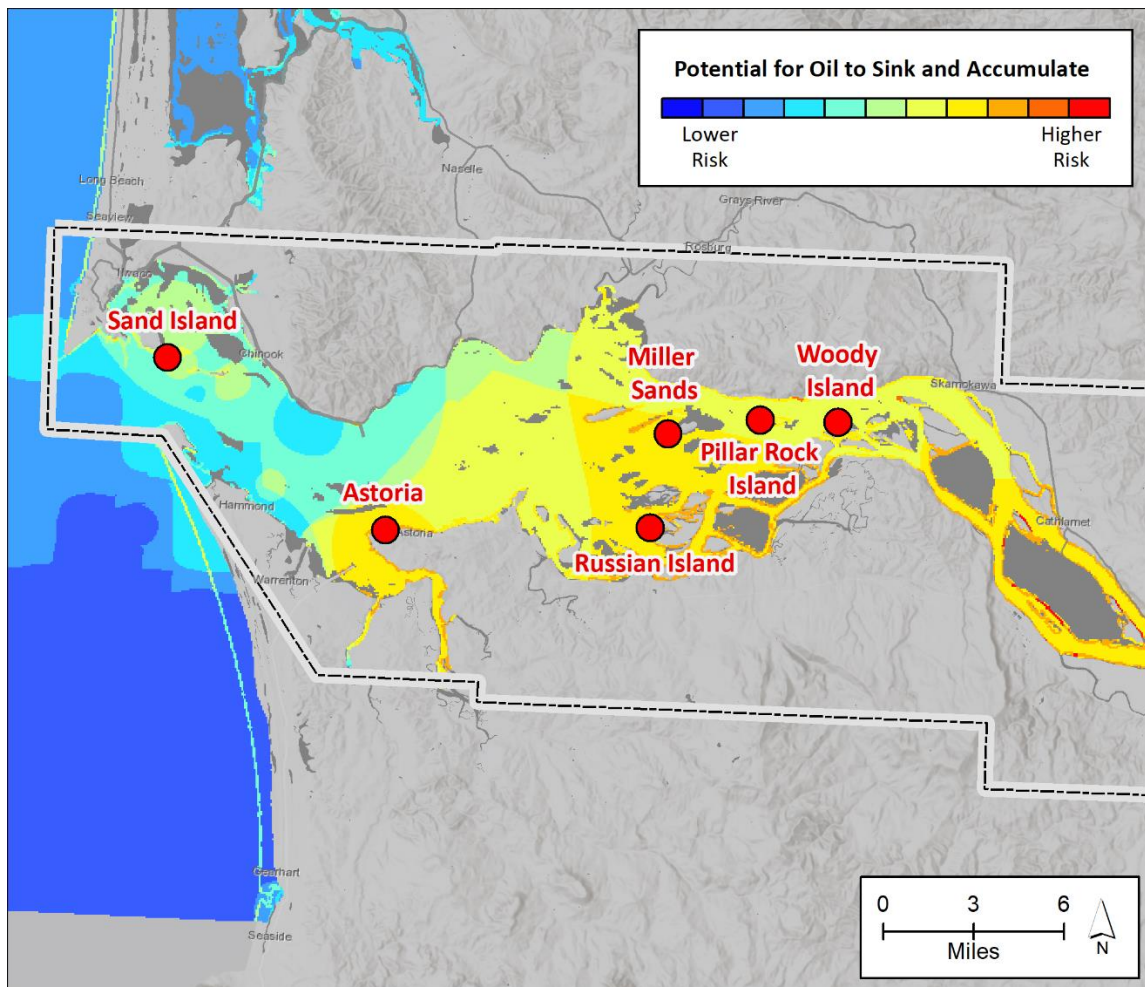 Potential for Oil to Sink and Accumulate
Lower
Risk
Higher
Risk
Long Beach
Seaview
Ilwaco
Naselle
Grays River
Rosburg
Sand Island
Chinook
Miller
Sands
Woody
Island
Skamokawa
Pillar Rock
Island
Astoria
Astoria
Hammond
Cathlamet
Russian Island
Warrenton
Gearhart
Seaside
0
3
6
Miles
N